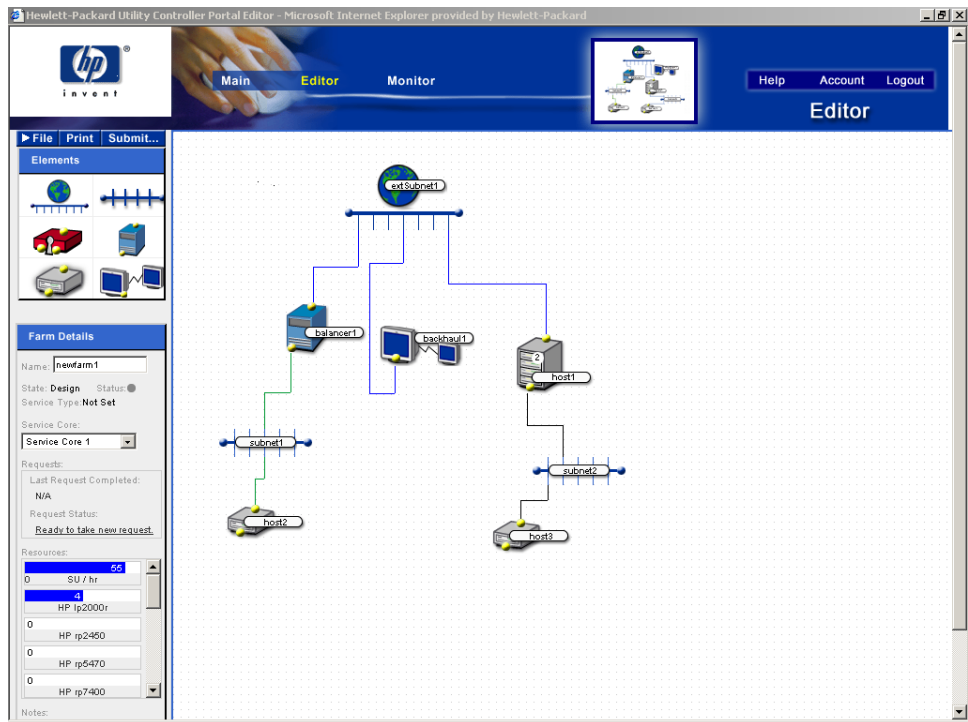 Hewlett-Packard Utility Controller Portal Editor - Microsoft Internet Explorer provided by Hewlett-Packard
hp
®
invent
Main Editor Monitor
Help Account Logout
Editor
File Print Submit...
Elements
extSubnet1
balancer1
backhaul1
2
host1
subnet1
subnet2
host2
host3
Farm Details
Name: newfarm1
State: Design Status:
Service Type: Not Set
Service Core:
Service Core 1
Requests:
Last Request Completed:
N/A
Request Status:
Ready to take new request.
Resources:
55
0 SU / hr
4
HP lp2000r
0
HP rp2450
0
HP rp5470
0
HP rp7400
Notes: